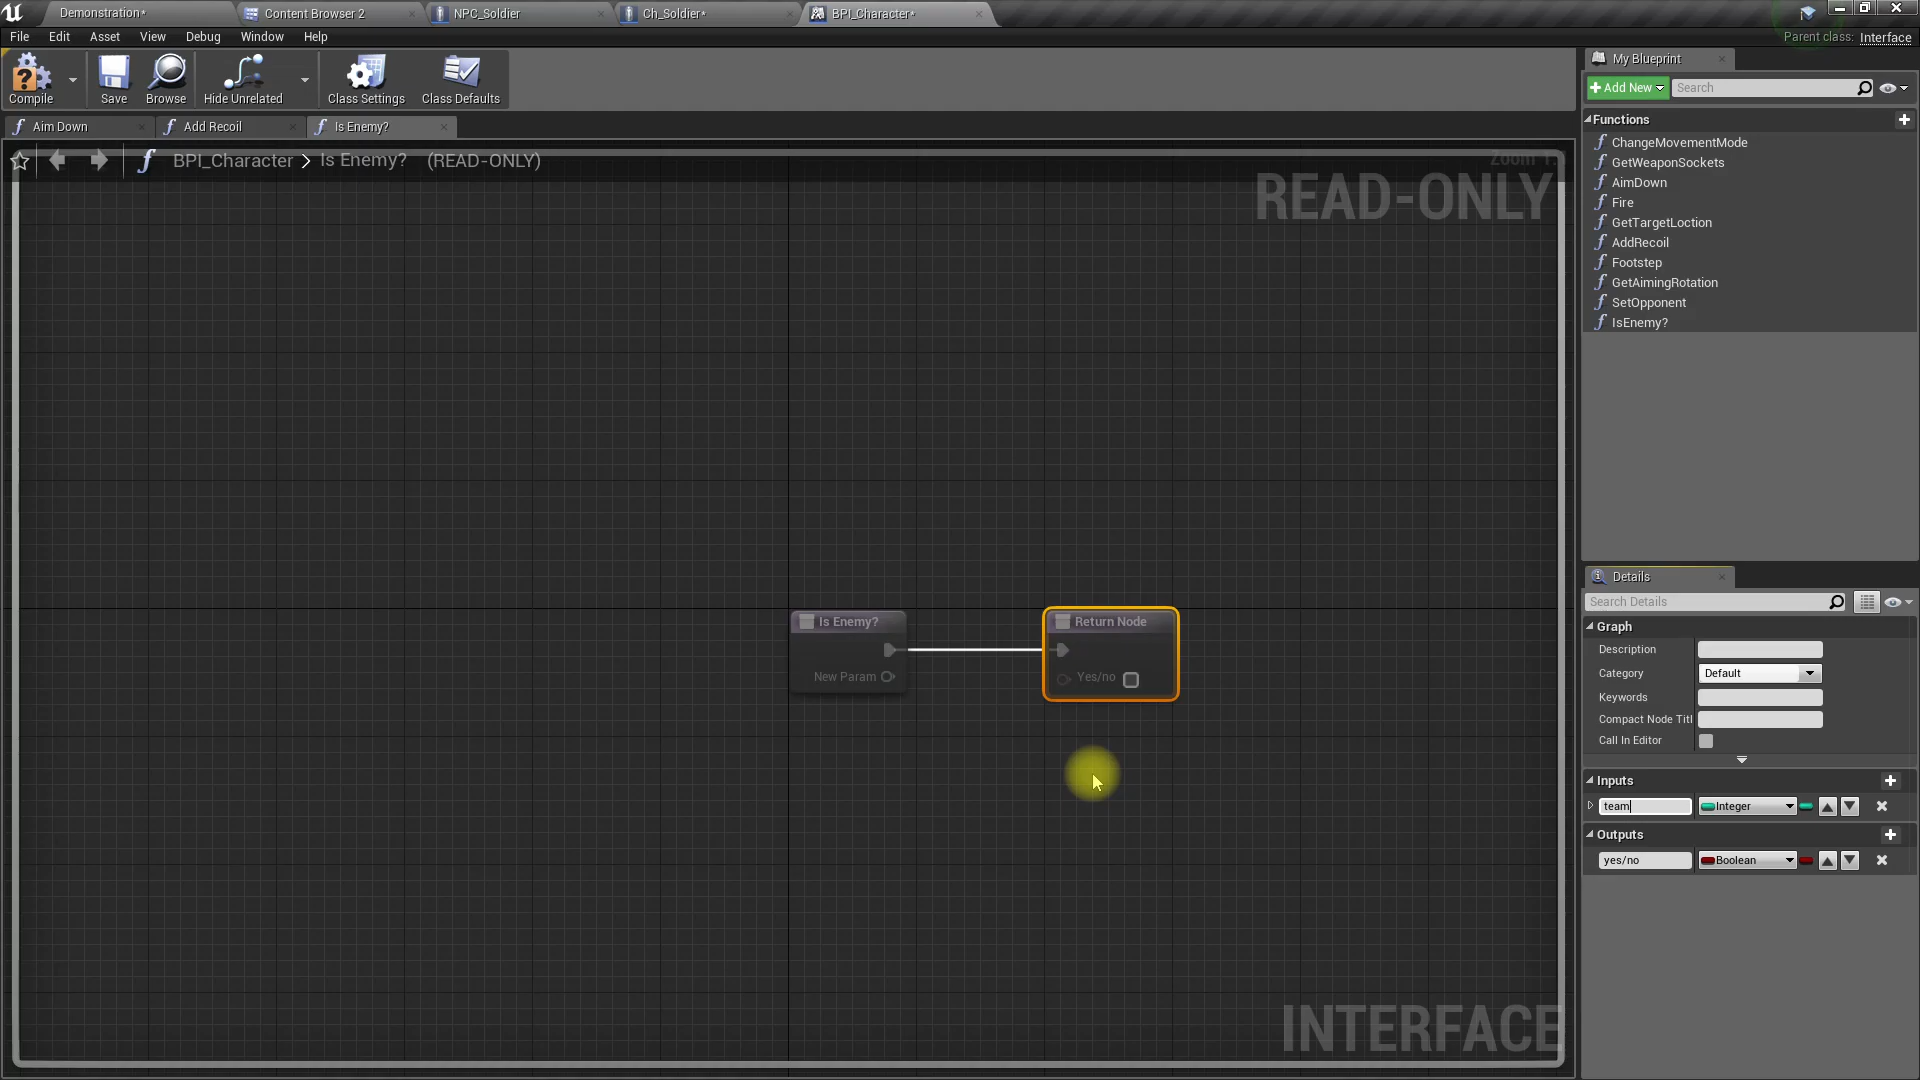 Demonstration*
Content Browser 2
NPC_Soldier
Ch_Soldier*
BPI_Character*
File
Edit
Asset
View
Debug
Window
Help
Parent class: Interface
Compile
Save
Browse
Hide Unrelated
Class Settings
Class Defaults
My Blueprint
Add New
Search
Aim Down
Add Recoil
Is Enemy?
BPI_Character > Is Enemy? (READ-ONLY)
READ-ONLY
Functions
ChangeMovementMode
GetWeaponSockets
AimDown
Fire
GetTargetLoction
AddRecoil
Footstep
GetAimingRotation
SetOpponent
IsEnemy?
Is Enemy?
New Param
Return Node
Yes/no
Details
Search Details
Graph
Description
Category
Default
Keywords
Compact Node Titl
Call In Editor
Inputs
team
Integer
Outputs
yes/no
Boolean
INTERFACE